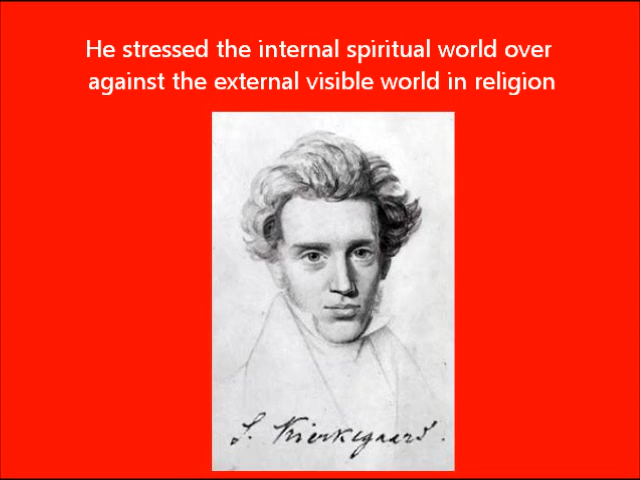 He stressed the internal spiritual world over
against the external visible world in religion
S. Kierkegaard.